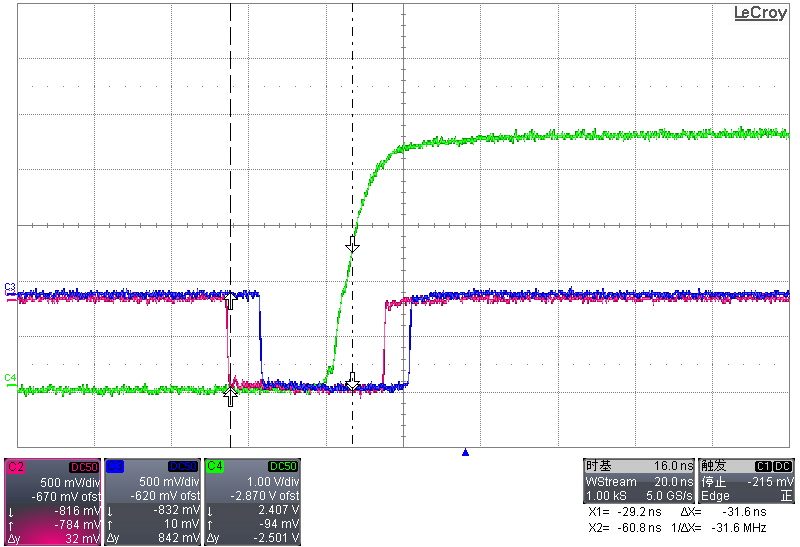 LeCroy
C3
C4
C2 DC50
500 mV/div
-670 mV ofst
↓ -816 mV
↑ -784 mV
Δy 32 mV
DC50
500 mV/div
-620 mV ofst
-832 mV
10 mV
842 mV
C4 DC50
1.00 V/div
-2.870 V ofst
↓ 2.407 V
↑ -94 mV
Δy -2.501 V
时基 16.0 ns
WStream 20.0 ns
1.00 kS 5.0 GS/s
触发 C1 DC
停止 -215 mV
Edge 正
X1= -29.2 ns ΔX= -31.6 ns
X2= -60.8 ns 1/ΔX= -31.6 MHz